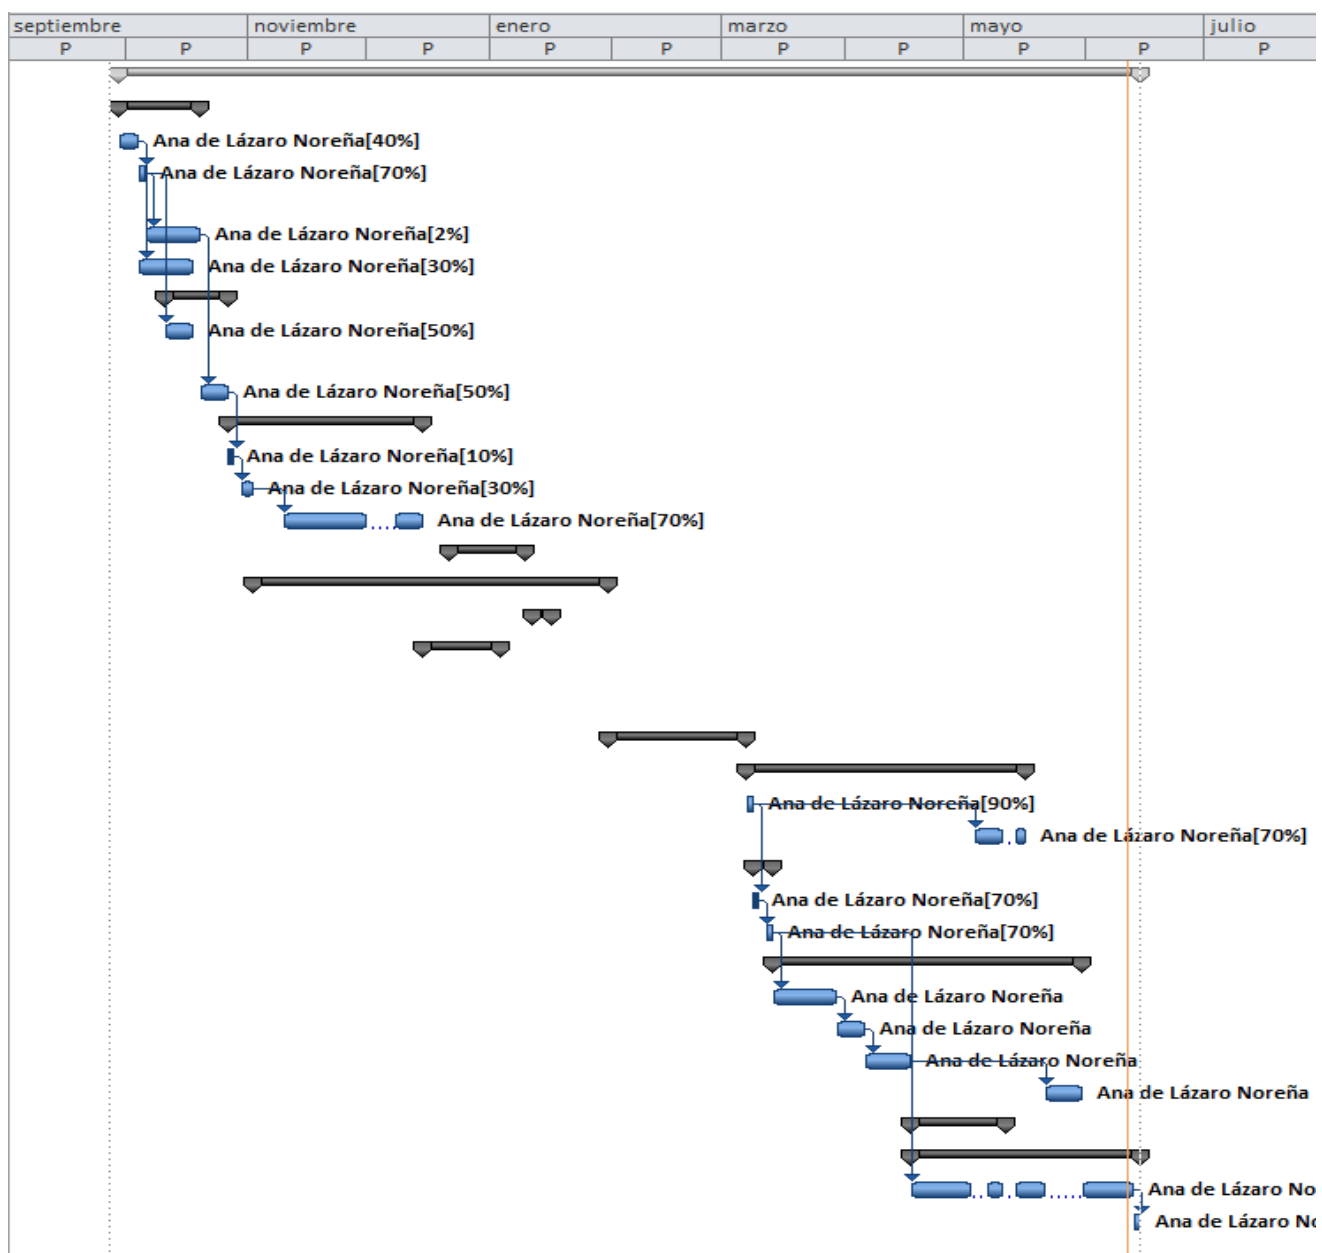 septiembre noviembre enero marzo mayo julio
P P P P P P P P P P P
Ana de Lázaro Noreña[40%]
Ana de Lázaro Noreña[70%]
Ana de Lázaro Noreña[2%]
Ana de Lázaro Noreña[30%]
Ana de Lázaro Noreña[50%]
Ana de Lázaro Noreña[50%]
Ana de Lázaro Noreña[10%]
Ana de Lázaro Noreña[30%]
Ana de Lázaro Noreña[70%]
Ana de Lázaro Noreña[90%]
Ana de Lázaro Noreña[70%]
Ana de Lázaro Noreña[70%]
Ana de Lázaro Noreña[70%]
Ana de Lázaro Noreña
Ana de Lázaro Noreña
Ana de Lázaro Noreña
Ana de Lázaro Noreña
Ana de Lázaro No
Ana de Lázaro No